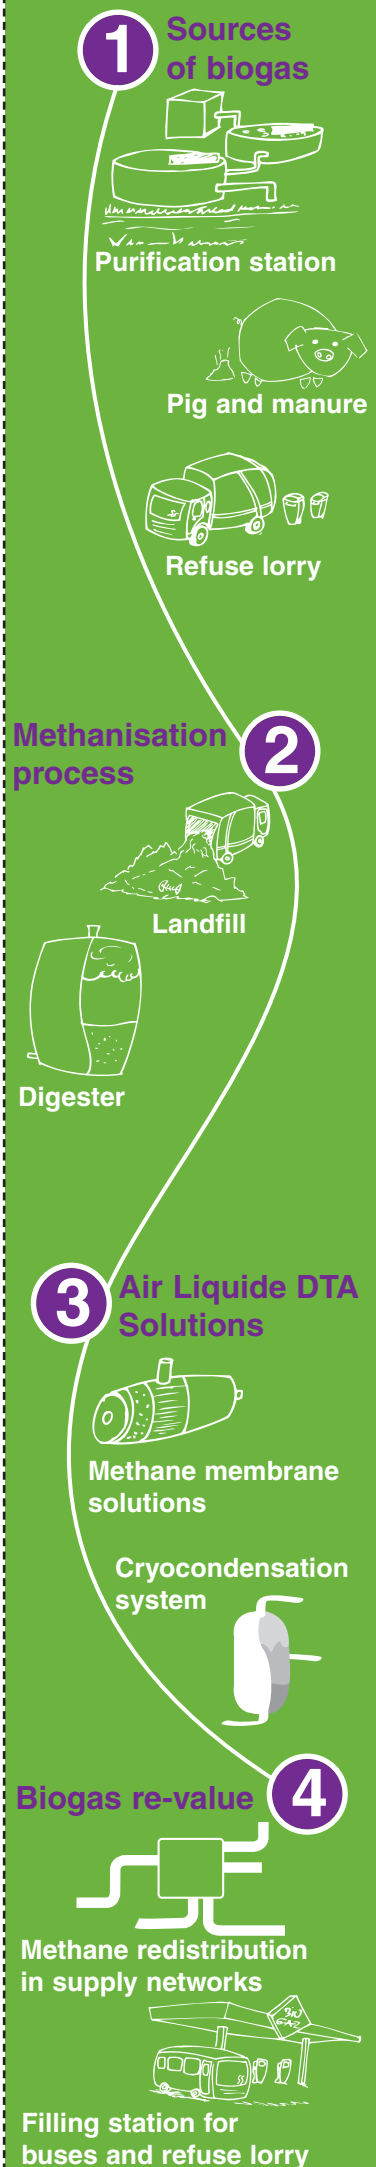 1
Sources
of biogas
Purification station
Pig and manure
Refuse lorry
Methanisation
process
2
Landfill
Digester
3
Air Liquide DTA
Solutions
Methane membrane
solutions
Cryocondensation
system
Biogas re-value
4
Methane redistribution
in supply networks
BIO
GAZ
Filling station for
buses and refuse lorry